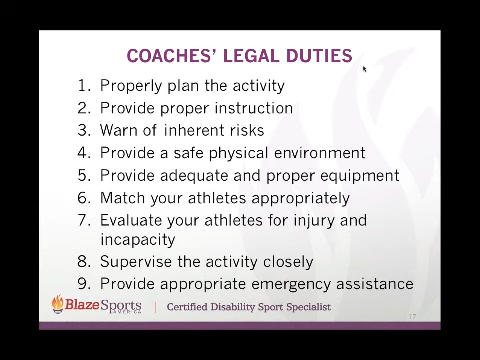 COACHES' LEGAL DUTIES
1. Properly plan the activity
2. Provide proper instruction
3. Warn of inherent risks
4. Provide a safe physical environment
5. Provide adequate and proper equipment
6. Match your athletes appropriately
7. Evaluate your athletes for injury and
incapacity
8. Supervise the activity closely
9. Provide appropriate emergency assistance
BlazeSports | Certified Disability Sport Specialist
AMERICA
17